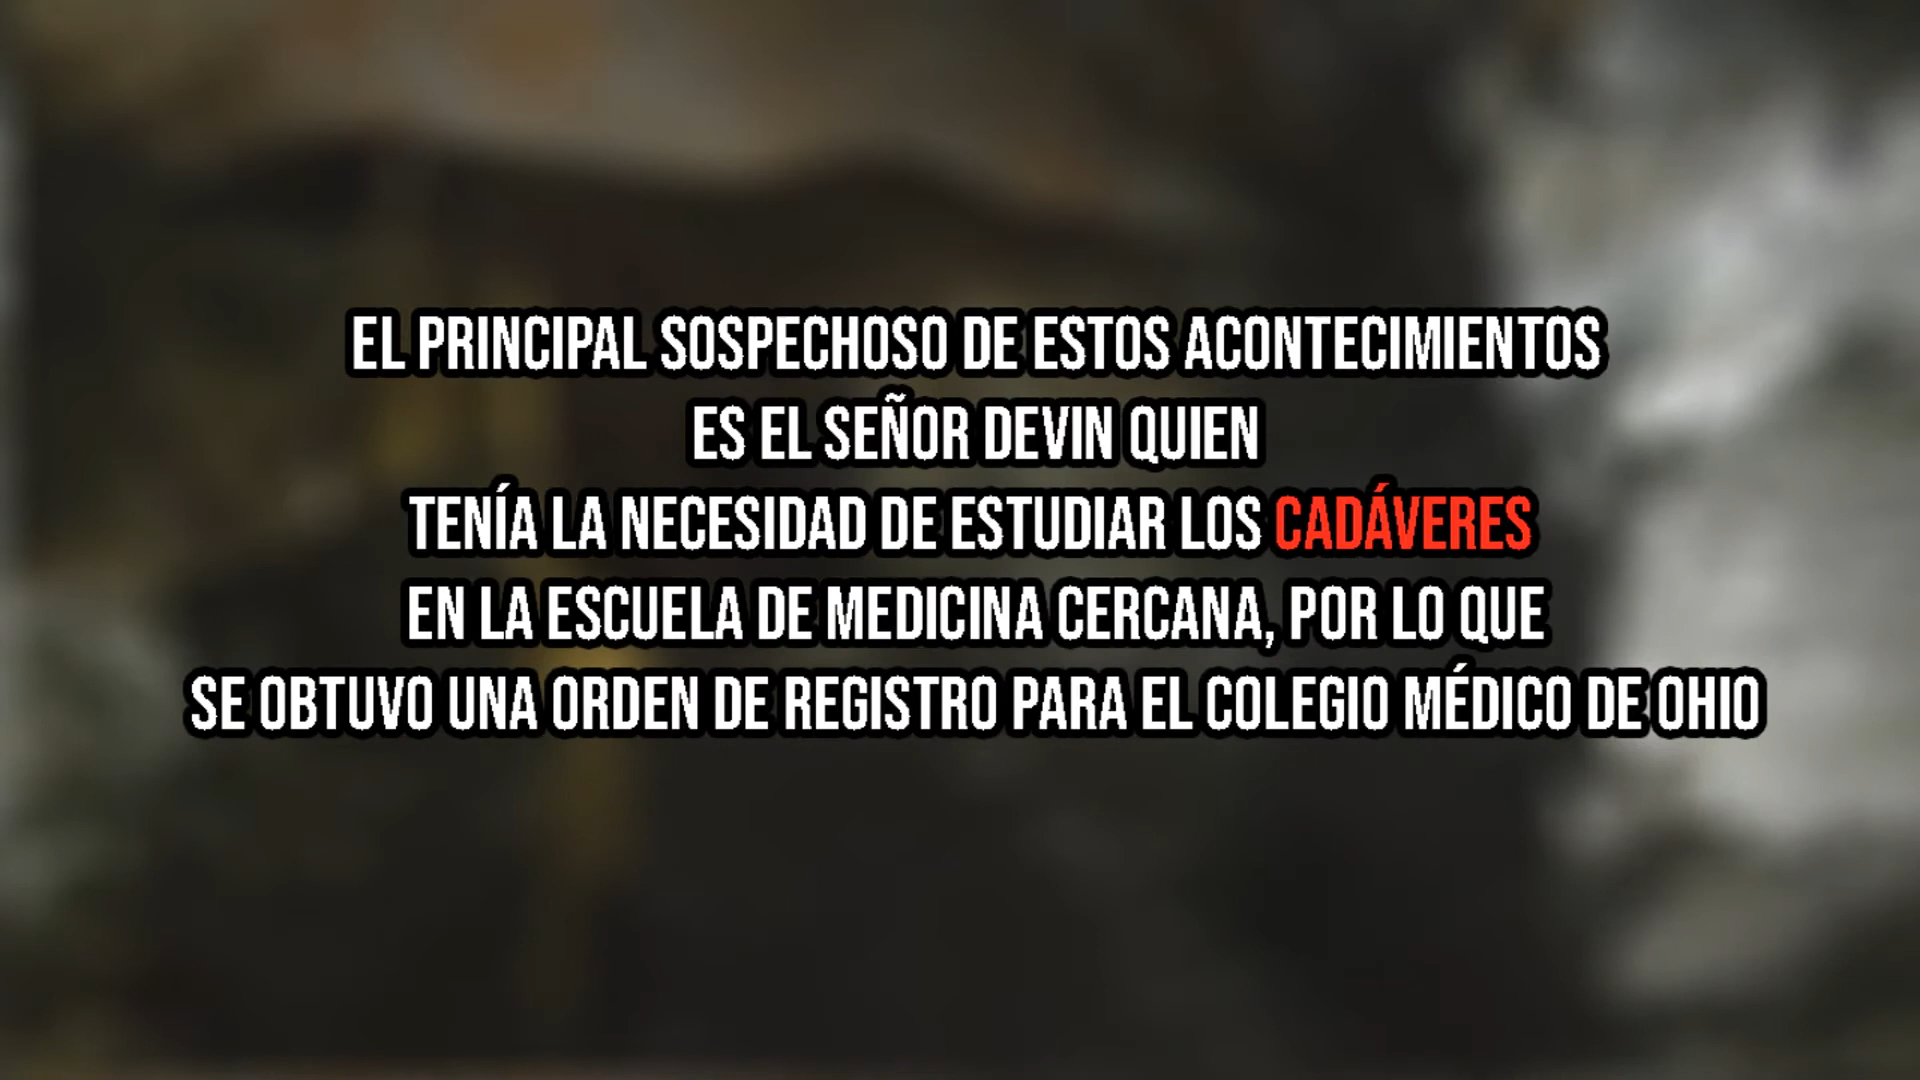 EL PRINCIPAL SOSPECHOSO DE ESTOS ACONTECIMIENTOS
ES EL SEÑOR DEVIN QUIEN
TENÍA LA NECESIDAD DE ESTUDIAR LOS CADÁVERES
EN LA ESCUELA DE MEDICINA CERCANA, POR LO QUE
SE OBTUVO UNA ORDEN DE REGISTRO PARA EL COLEGIO MÉDICO DE OHIO